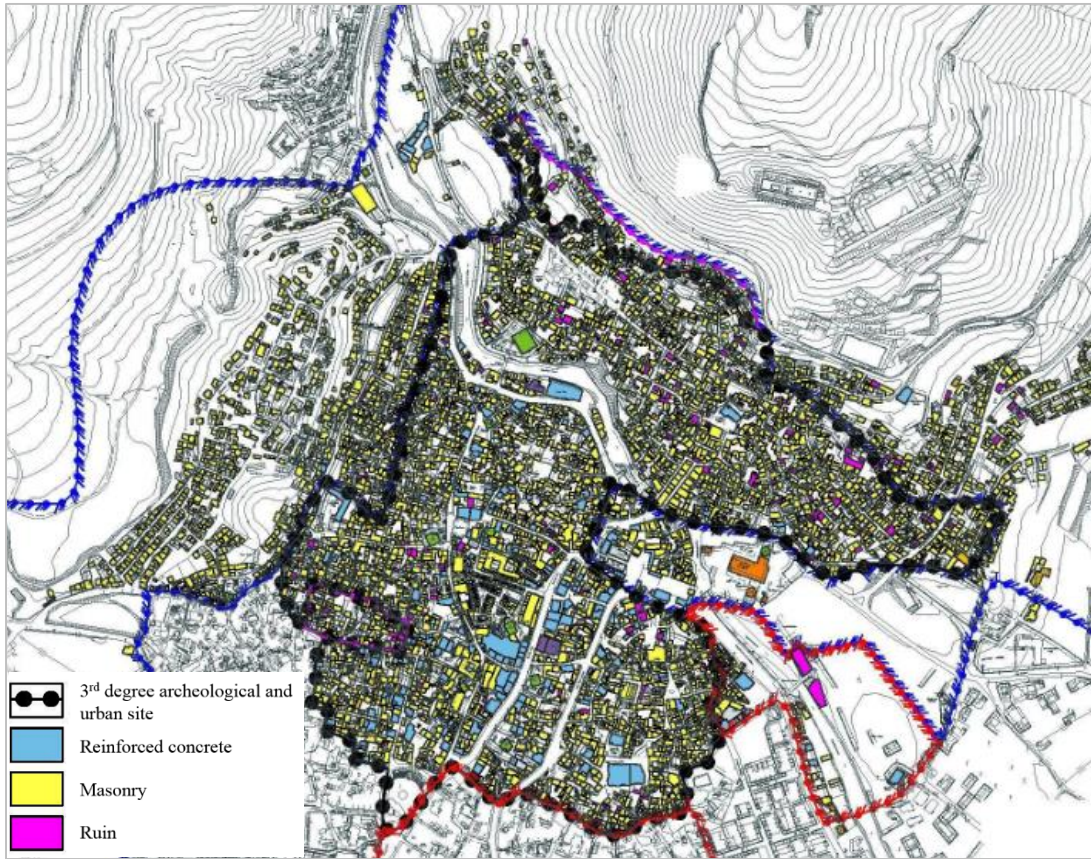 3rd degree archeological and
urban site
Reinforced concrete
Masonry
Ruin